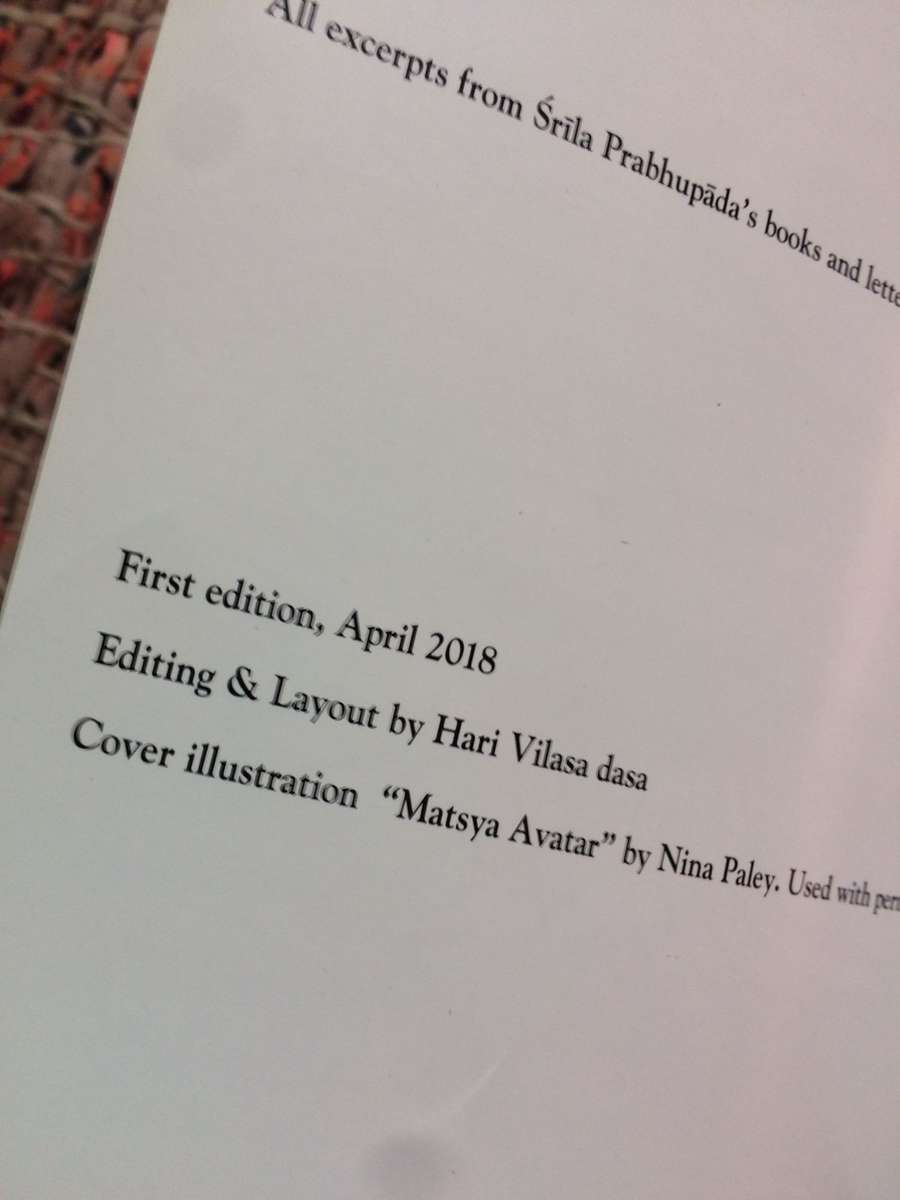 All excerpts from Śrīla Prabhupāda's books and
First edition, April 2018
Editing & Layout by Hari Vilasa dasa
Cover illustration “Matsya Avatar” by Nina Paley. Used with